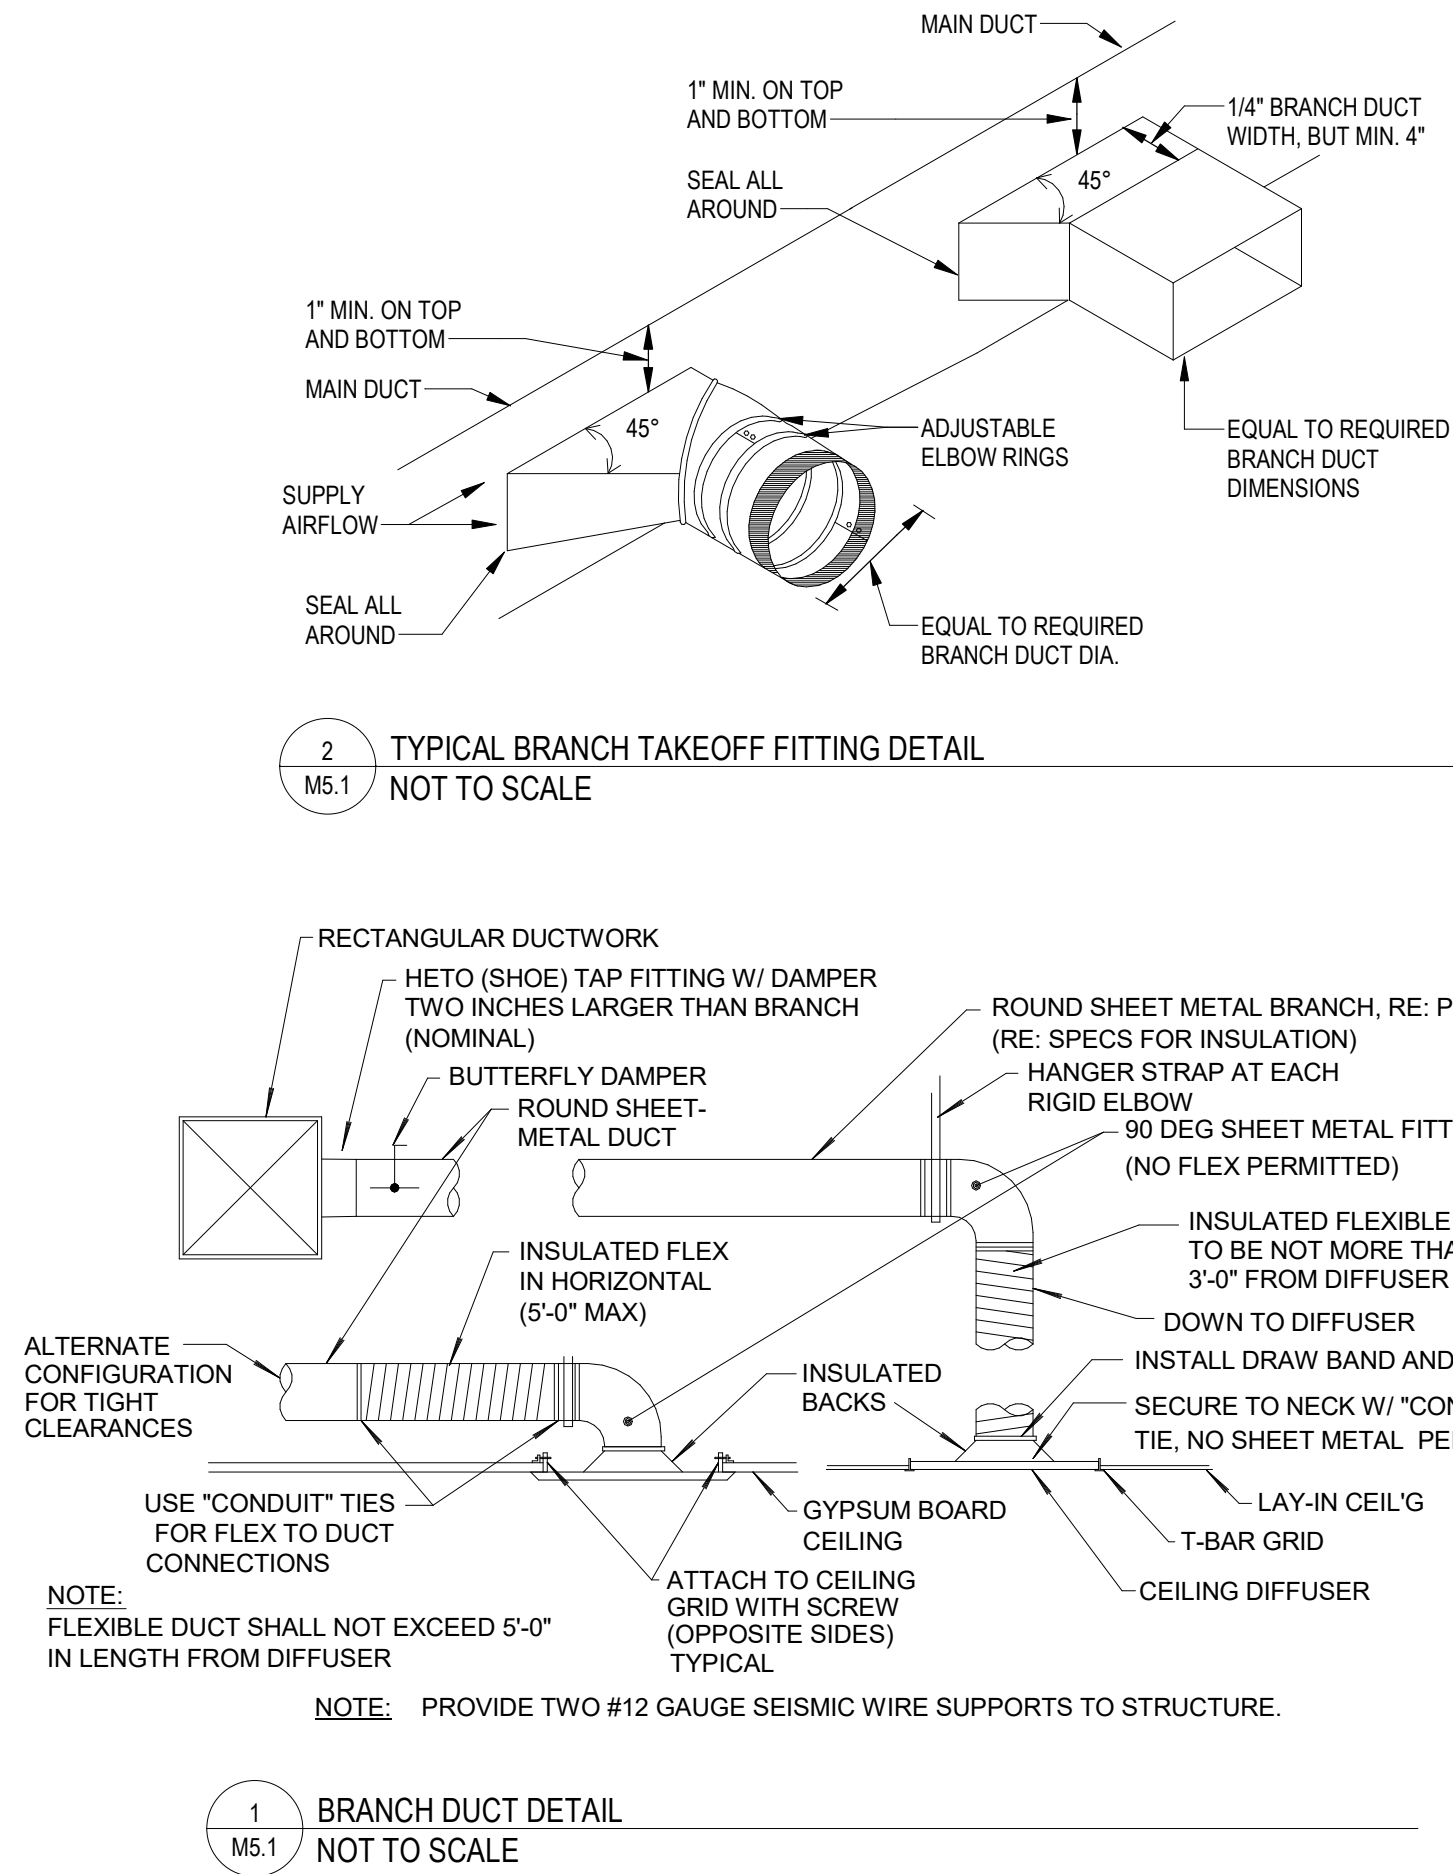 MAIN DUCT
1" MIN. ON TOP
AND BOTTOM
1/4" BRANCH DUCT
WIDTH, BUT MIN. 4"
SEAL ALL
AROUND
45°
1" MIN. ON TOP
AND BOTTOM
MAIN DUCT
45°
ADJUSTABLE
ELBOW RINGS
EQUAL TO REQUIRED
BRANCH DUCT
DIMENSIONS
SUPPLY
AIRFLOW
SEAL ALL
AROUND
EQUAL TO REQUIRED
BRANCH DUCT DIA.
2
M5.1
TYPICAL BRANCH TAKEOFF FITTING DETAIL
NOT TO SCALE
RECTANGULAR DUCTWORK
HETO (SHOE) TAP FITTING W/ DAMPER
TWO INCHES LARGER THAN BRANCH
(NOMINAL)
BUTTERFLY DAMPER
ROUND SHEET-
METAL DUCT
ROUND SHEET METAL BRANCH, RE: P
(RE: SPECS FOR INSULATION)
HANGER STRAP AT EACH
RIGID ELBOW
90 DEG SHEET METAL FITT
(NO FLEX PERMITTED)
INSULATED FLEXIBLE
TO BE NOT MORE THA
3'-0" FROM DIFFUSER
DOWN TO DIFFUSER
INSULATED FLEX
IN HORIZONTAL
(5'-0" MAX)
ALTERNATE
CONFIGURATION
FOR TIGHT
CLEARANCES
INSULATED
BACKS
INSTALL DRAW BAND AND
SECURE TO NECK W/ "CON
TIE, NO SHEET METAL PE
USE "CONDUIT" TIES
FOR FLEX TO DUCT
CONNECTIONS
GYPSUM BOARD
CEILING
LAY-IN CEIL'G
T-BAR GRID
CEILING DIFFUSER
ATTACH TO CEILING
GRID WITH SCREW
(OPPOSITE SIDES)
TYPICAL
NOTE:
FLEXIBLE DUCT SHALL NOT EXCEED 5'-0"
IN LENGTH FROM DIFFUSER
NOTE: PROVIDE TWO #12 GAUGE SEISMIC WIRE SUPPORTS TO STRUCTURE.
1
M5.1
BRANCH DUCT DETAIL
NOT TO SCALE